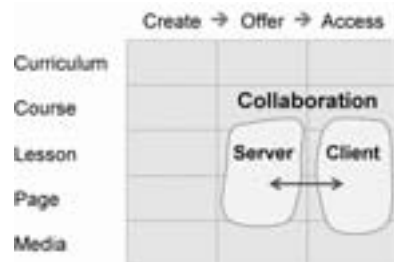 Create → Offer → Access
Curriculum
Course
Collaboration
Lesson
Server
Client
Page
Media